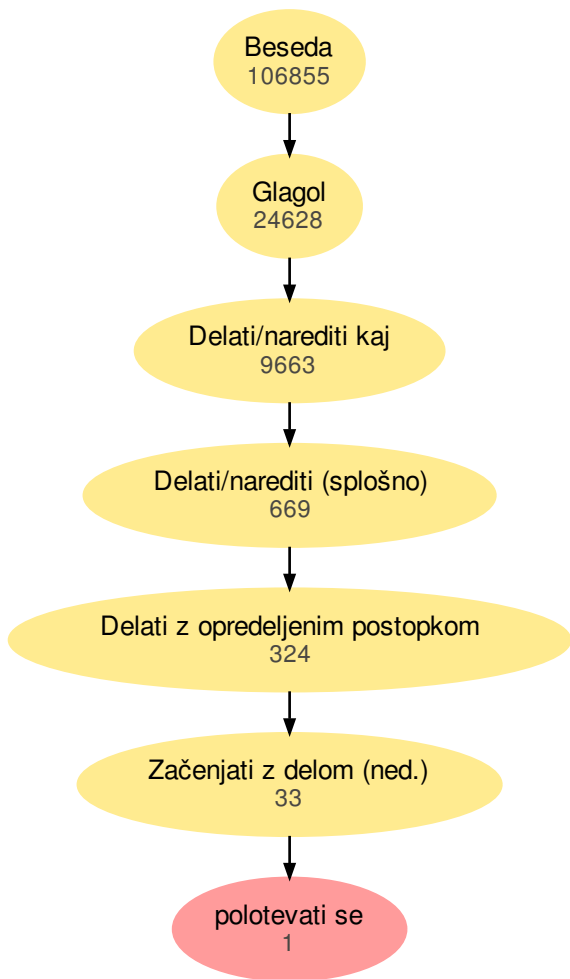 Beseda
106855
Glagol
24628
Delati/narediti kaj
9663
Delati/narediti (splošno)
669
Delati z opredeljenim postopkom
324
Začenjati z delom (ned.)
33
polotevati se
1